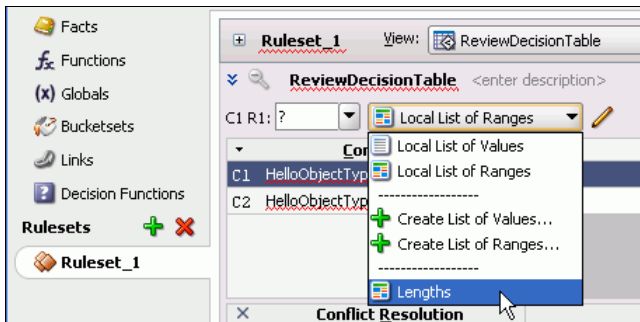 Facts
Functions
Globals
Bucketsets
Links
Decision Functions
Rulesets
Ruleset_1
Ruleset_1 View: ReviewDecisionTable
ReviewDecisionTable <enter description>
C1 R1: ? Local List of Ranges
Local List of Values
Local List of Ranges
Create List of Values...
Create List of Ranges...
Lengths
Con
C1 HelloObjectTyp
C2 HelloObjectTyp
Conflict Resolution